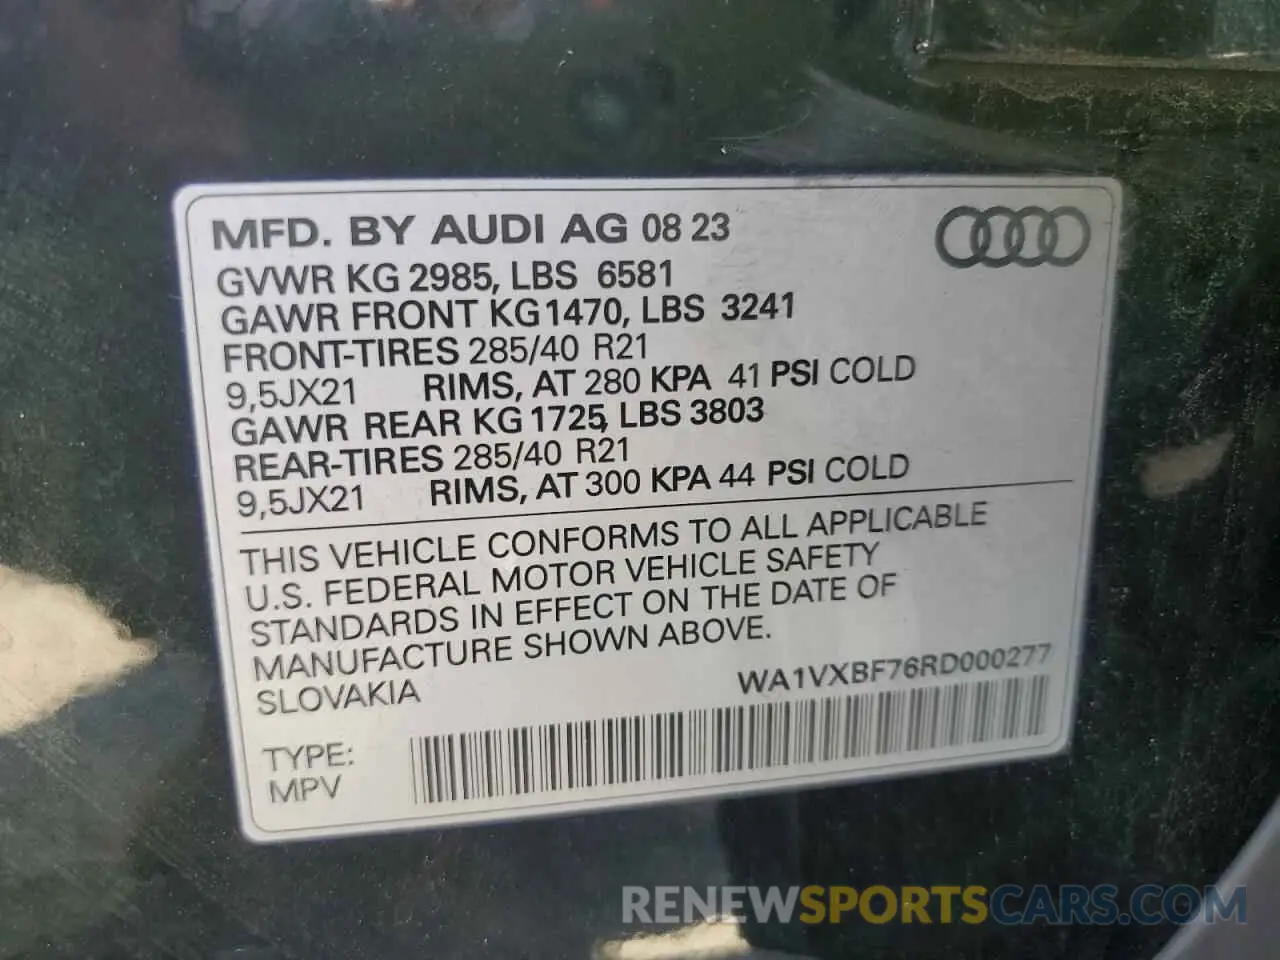 MFD. BY AUDI AG 08 23
GVWR KG 2985, LBS 6581
GAWR FRONT KG 1470, LBS 3241
FRONT-TIRES 285/40 R21
9,5JX21 RIMS, AT 280 KPA 41 PSI COLD
GAWR REAR KG 1725, LBS 3803
REAR-TIRES 285/40 R21
9,5JX21 RIMS, AT 300 KPA 44 PSI COLD
THIS VEHICLE CONFORMS TO ALL APPLICABLE
U.S. FEDERAL MOTOR VEHICLE SAFETY
STANDARDS IN EFFECT ON THE DATE OF
MANUFACTURE SHOWN ABOVE.
SLOVAKIA WA1VXBF76RD000277
TYPE:
MPV
RENEWSPORTSCARS.COM